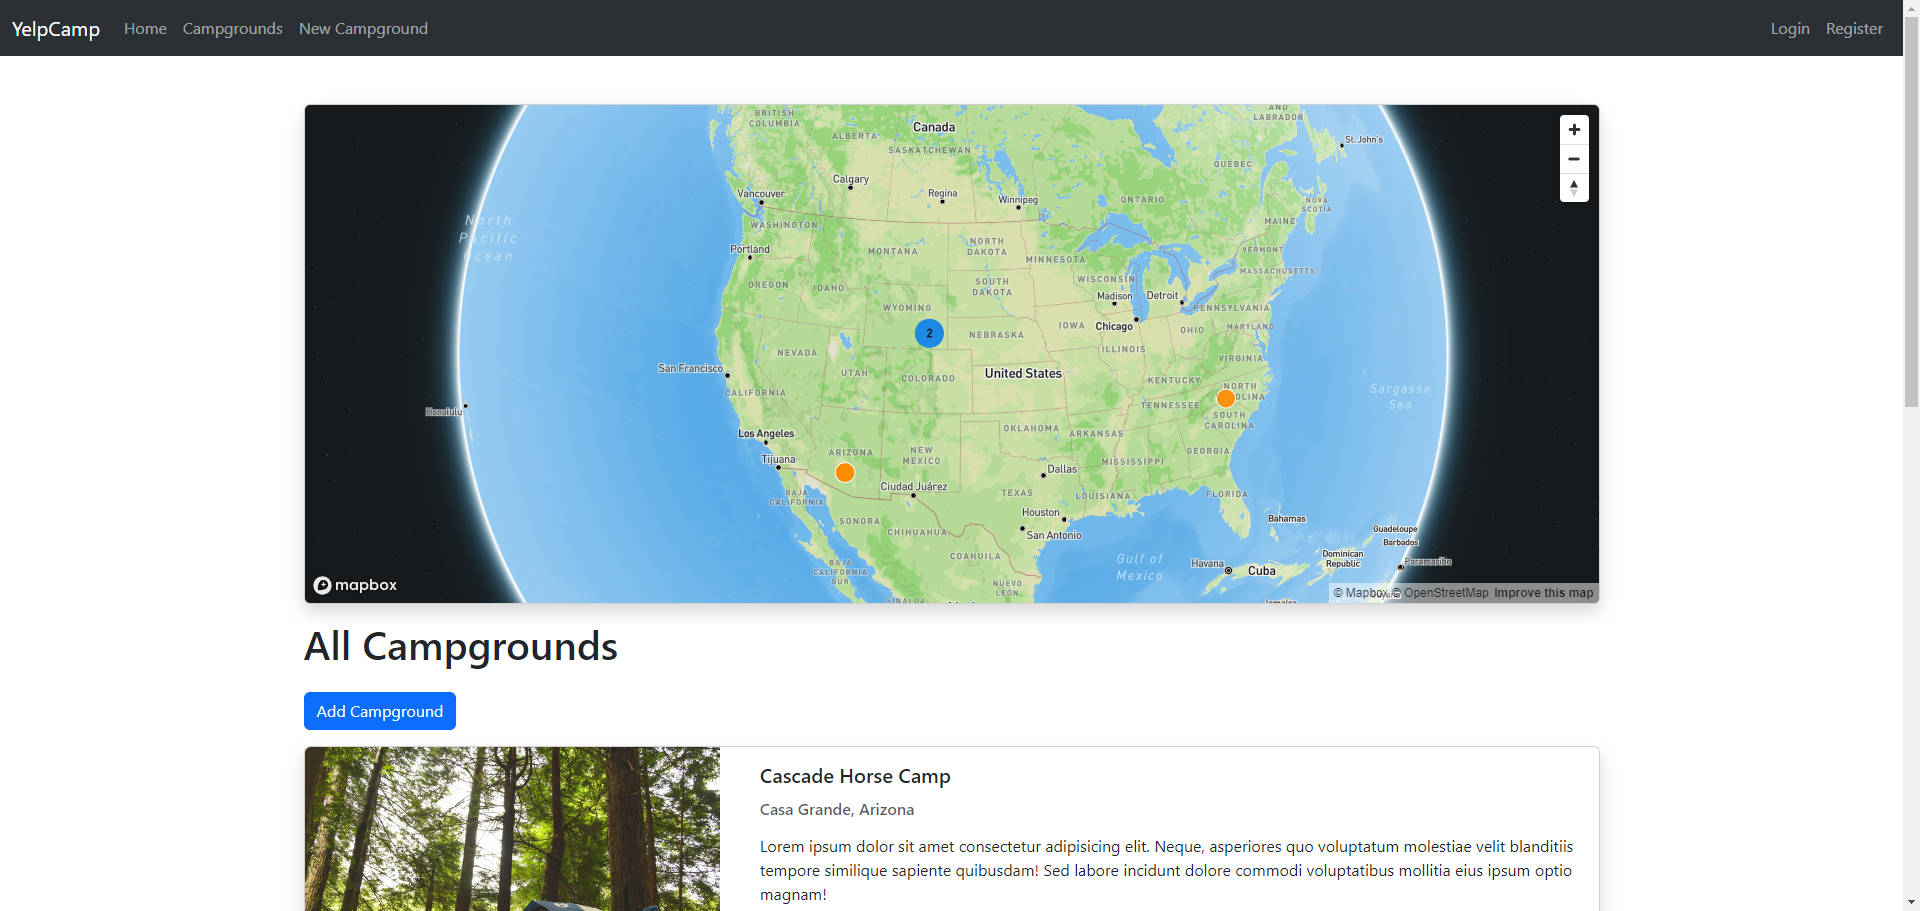 YelpCamp Home Campgrounds New Campground Login Register
BRITISH
COLUMBIA
ALBERTA
Canada
SASKATCHEWAN
AND
LABRADOR
St. John's
QUÉBEC
Calgary
Vancouver
Regina
Winnipeg
ONTARIO
NOVA
SCOTIA
North
Pacific
Ocean
WASHINGTON
MAINE
Portland
MONTANA
NORTH
DAKOTA
MINNESOTA
VERMONT
MASSACHUSETTS
OREGON
IDAHO
SOUTH
DAKOTA
WISCONSIN
Madison
Detroit
WYOMING
PENNSYLVANIA
2
NEBRASKA
IOWA
Chicago
OHIO
MARYLAND
NEVADA
ILLINOIS
VIRGINIA
San Francisco
UTAH
COLORADO
United States
KENTUCKY
CALIFORNIA
NORTH
OLINA
Sargasso
Sea
Honolulu
TENNESSEE
SOUTH
CAROLINA
Los Angeles
OKLAHOMA
ARKANSAS
ARIZONA
NEW
MEXICO
GEORGIA
Tijuana
MISSISSIPPI
Dallas
Ciudad Juárez
BAJA
CALIFORNIA
TEXAS
LOUISIANA
FLORIDA
SONORA
Houston
Bahamas
CHIHUAHUA
San Antonio
Guadeloupe
Barbados
COAHUILA
Gulf of
Mexico
Havana
Cuba
Dominican
Republic
Paramaribo
BAJA
CALIFORNIA
SUR
NUEVO
LEÓN
SINALOA
Jamaica
mapbox
© Mapbox © OpenStreetMap Improve this map
All Campgrounds
Add Campground
Cascade Horse Camp
Casa Grande, Arizona
Lorem ipsum dolor sit amet consectetur adipisicing elit. Neque, asperiores quo voluptatum molestiae velit blanditiis
tempore similique sapiente quibusdam! Sed labore incidunt dolore commodi voluptatibus mollitia eius ipsum optio
magnam!